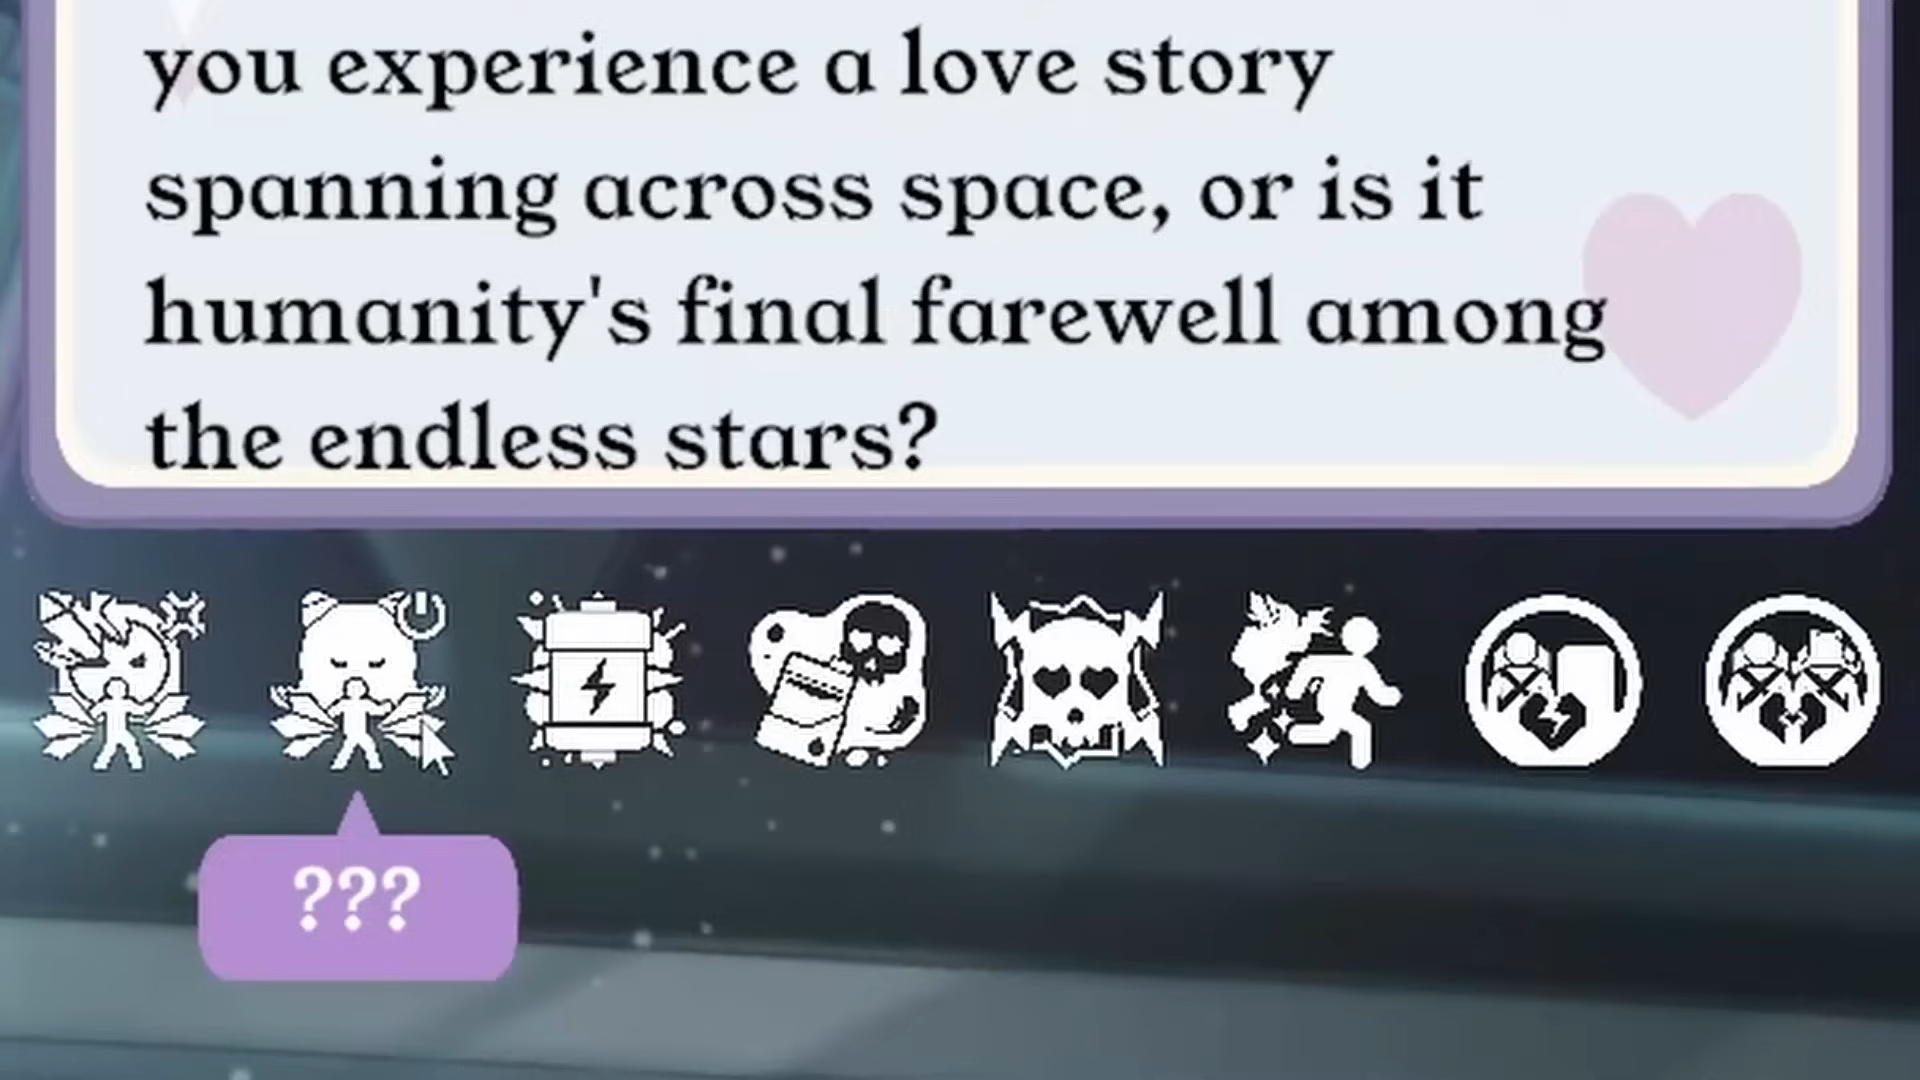 you experience a love story
spanning across space, or is it
humanity's final farewell among
the endless stars?
???